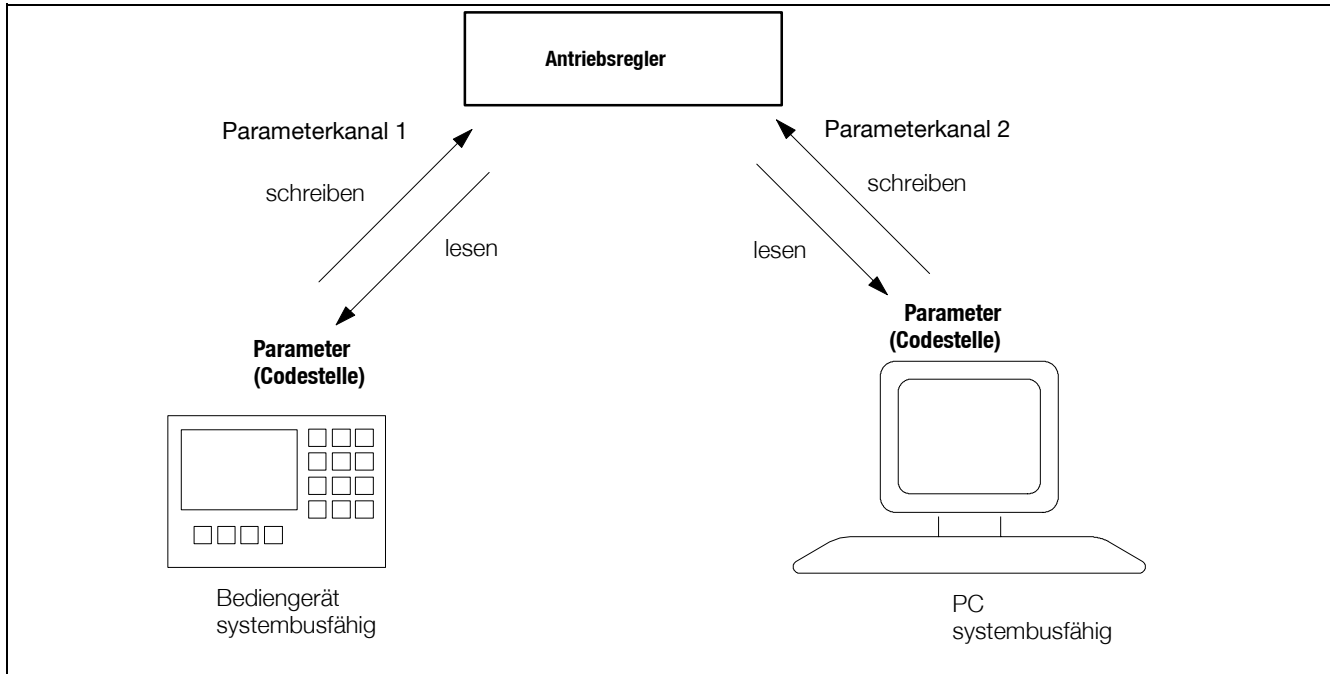 Antriebsregler
Parameterkanal 1
Parameterkanal 2
schreiben
schreiben
lesen
lesen
Parameter
(Codestelle)
Parameter
(Codestelle)
Bediengerät
systembusfähig
PC
systembusfähig